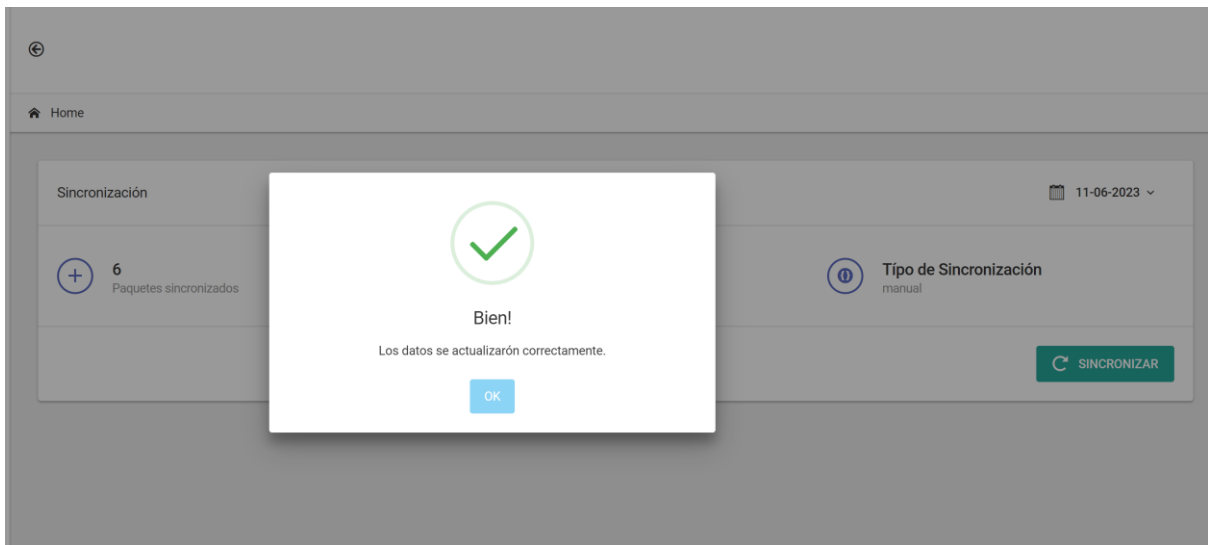 Home
Sincronización
11-06-2023
6
Paquetes sincronizados
Típo de Sincronización
manual
Bien!
Los datos se actualizarón correctamente.
OK
SINCRONIZAR